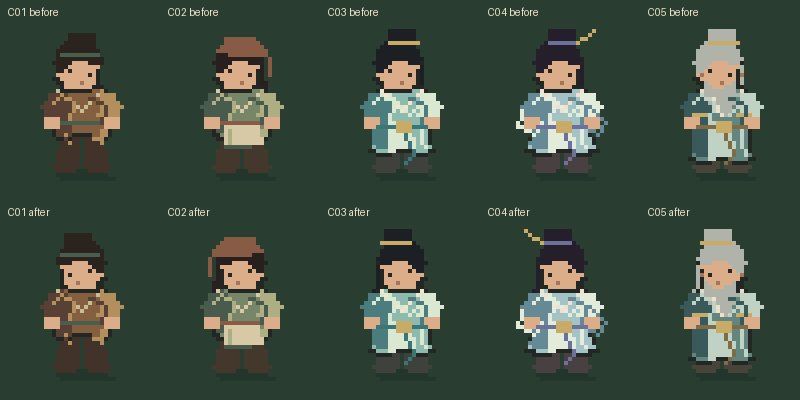 C01 before
C02 before
C03 before
C04 before
C05 before
C01 after
C02 after
C03 after
C04 after
C05 after